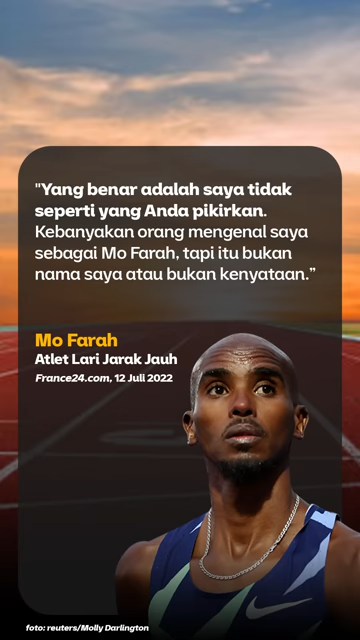 "Yang benar adalah saya tidak
seperti yang Anda pikirkan.
Kebanyakan orang mengenal saya
sebagai Mo Farah, tapi itu bukan
nama saya atau bukan kenyataan.”
Mo Farah
Atlet Lari Jarak Jauh
France24.com, 12 Juli 2022
foto: reuters/Molly Darlington